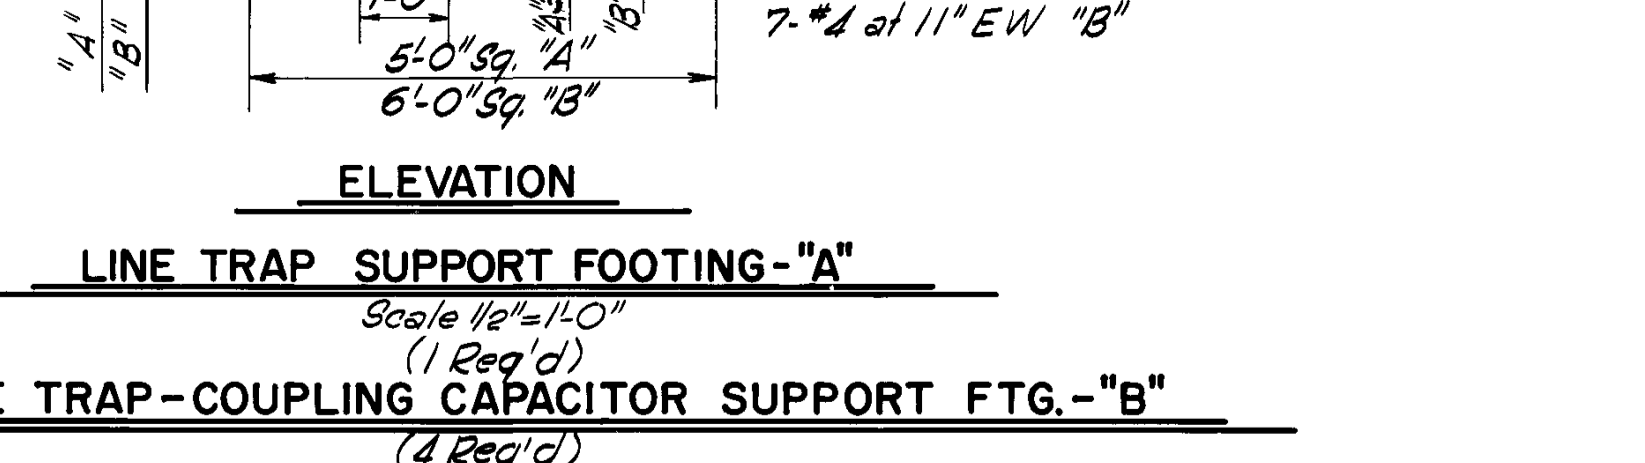 1'-0"
"A"
"B"
"B"
7-#4 at 11" EW "B"
5'-0" Sq. "A"
6'-0" Sq. "B"
ELEVATION
LINE TRAP SUPPORT FOOTING-"A"
Scale 1/2"=1'-0"
(1 Req'd)
TRAP-COUPLING CAPACITOR SUPPORT FTG.-"B"
(4 Req'd)